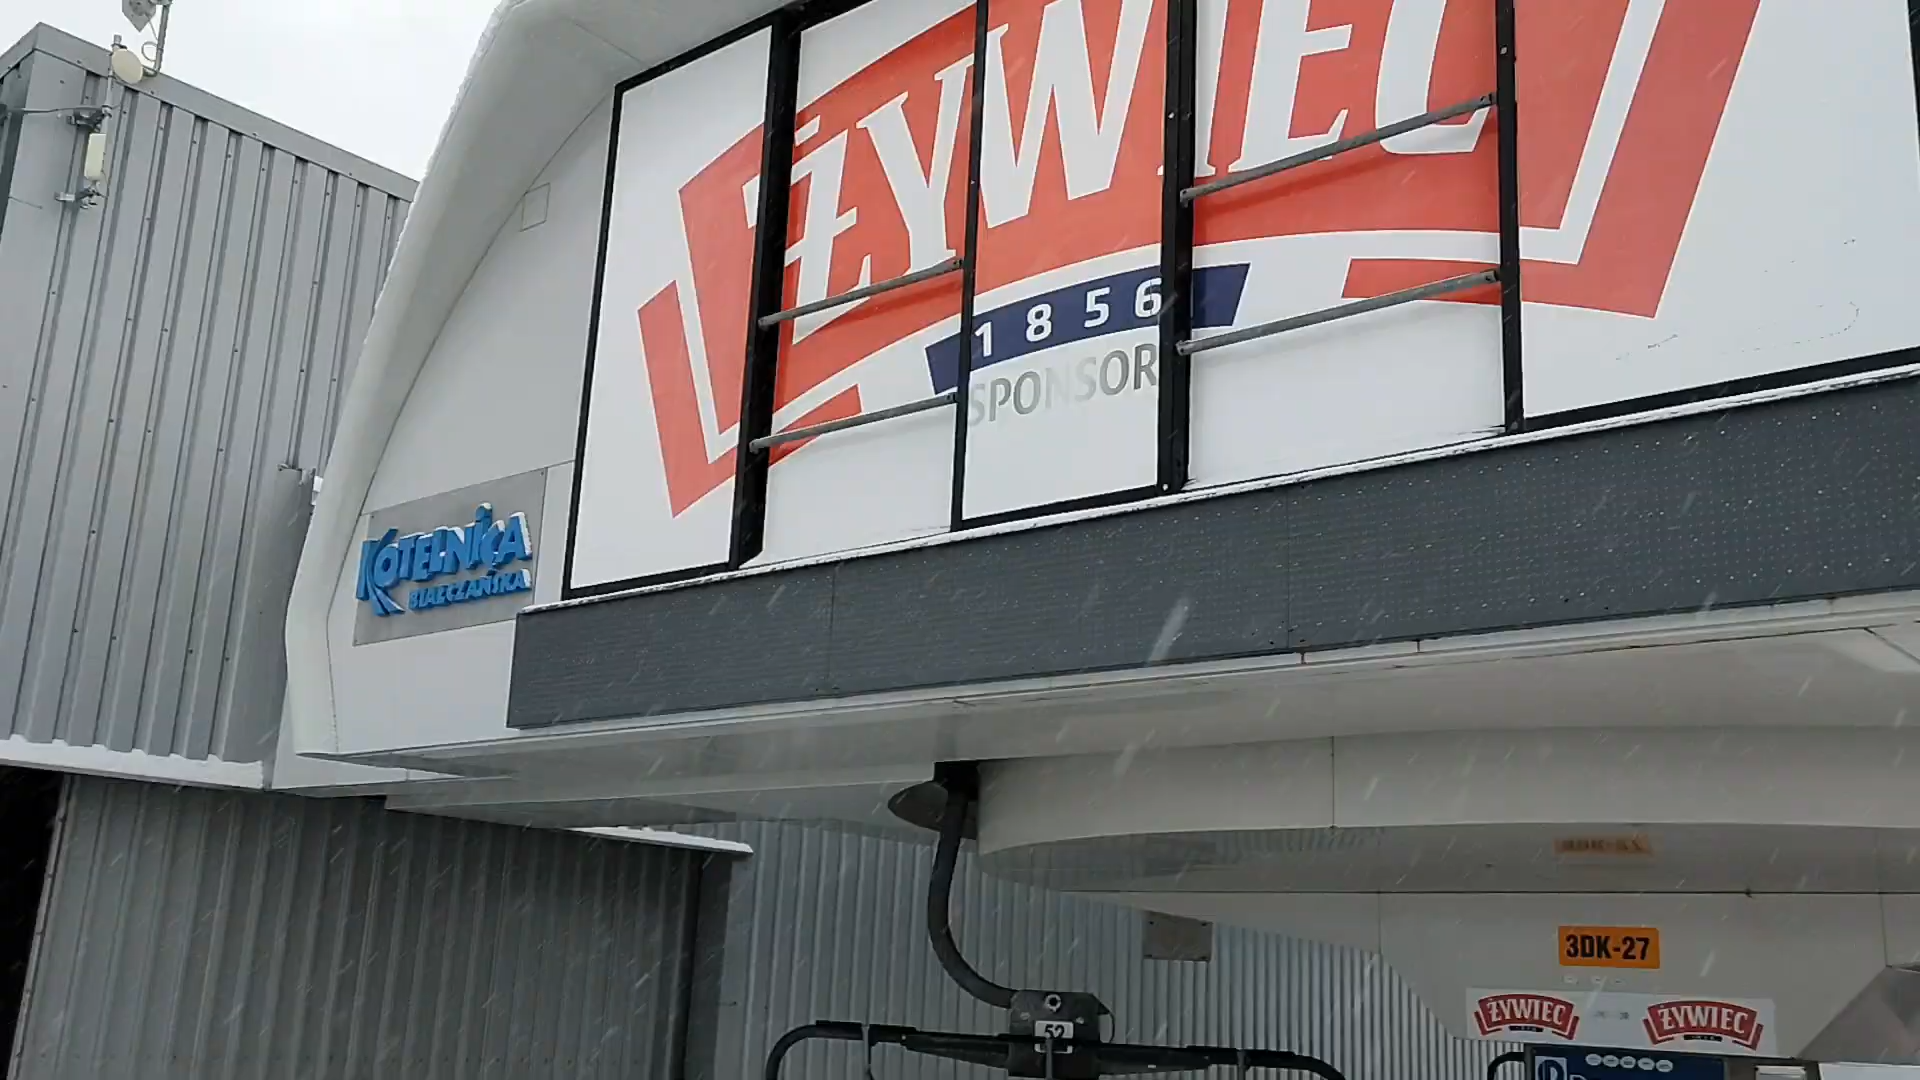 ŻYWIEC
1856
SPONSOR
KOTELNICA
BIAŁCZAŃSKA
3DK-27
ŻYWIEC ŻYWIEC
52